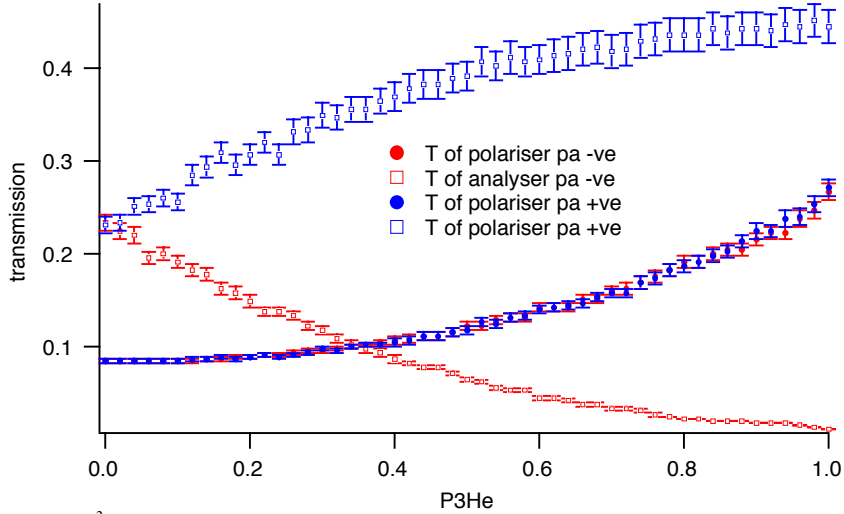 0.4
0.3
0.2
0.1
transmission
T of polariser pa -ve
T of analyser pa -ve
T of polariser pa +ve
T of polariser pa +ve
0.0 0.2 0.4 0.6 0.8 1.0
P3He
3